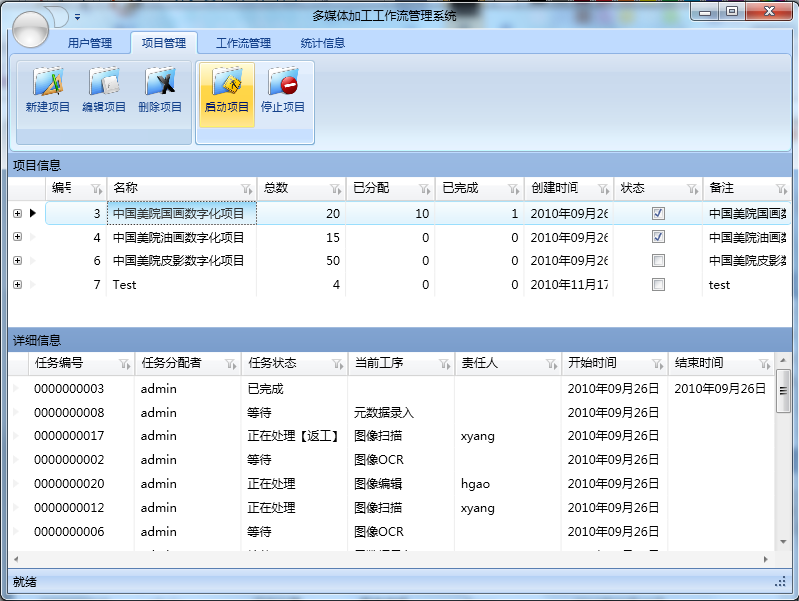 多媒体加工工作流管理系统
用户管理 项目管理 工作流管理 统计信息
新建项目 编辑项目 删除项目 启动项目 停止项目
项目信息
编号 名称 总数 已分配 已完成 创建时间 状态 备注
3 中国美院国画数字化项目 20 10 1 2010年09月26 中国美院国画数
4 中国美院油画数字化项目 15 0 0 2010年09月26 中国美院油画数
6 中国美院皮影数字化项目 50 0 0 2010年09月26 中国美院皮影数
7 Test 4 0 0 2010年11月17 test
详细信息
任务编号 任务分配者 任务状态 当前工序 责任人 开始时间 结束时间
0000000003 admin 已完成 2010年09月26日 2010年09月26日
0000000008 admin 等待 元数据录入 2010年09月26日
0000000017 admin 正在处理【返工】 图像扫描 xyang 2010年09月26日
0000000002 admin 等待 图像OCR 2010年09月26日
0000000020 admin 正在处理 图像编辑 hgao 2010年09月26日
0000000012 admin 正在处理 图像扫描 xyang 2010年09月26日
0000000006 admin 等待 图像OCR 2010年09月26日
就绪